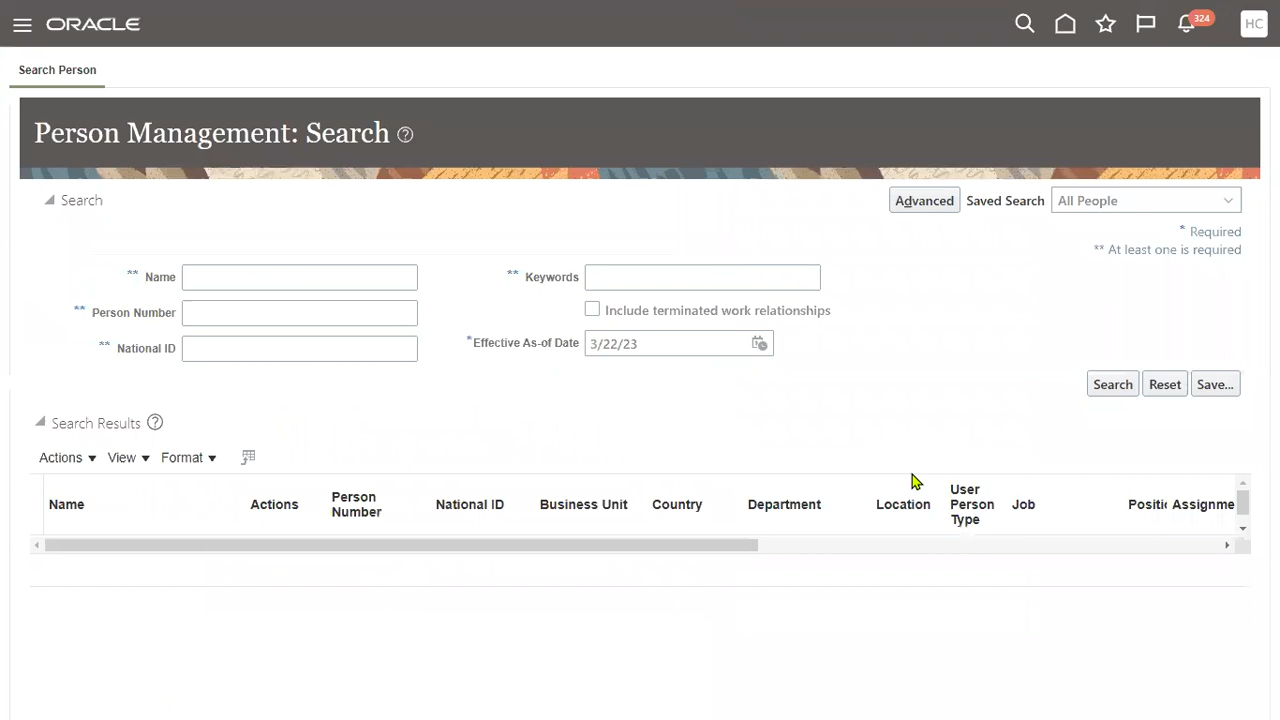 ORACLE
324
HC
Search Person
Person Management: Search
Search
Advanced
Saved Search
All People
* Required
** At least one is required
** Name
** Keywords
** Person Number
Include terminated work relationships
** National ID
*Effective As-of Date
3/22/23
Search
Reset
Save...
Search Results
Actions
View
Format
Name
Actions
Person
Number
National ID
Business Unit
Country
Department
Location
User
Person
Type
Job
Positic
Assignme